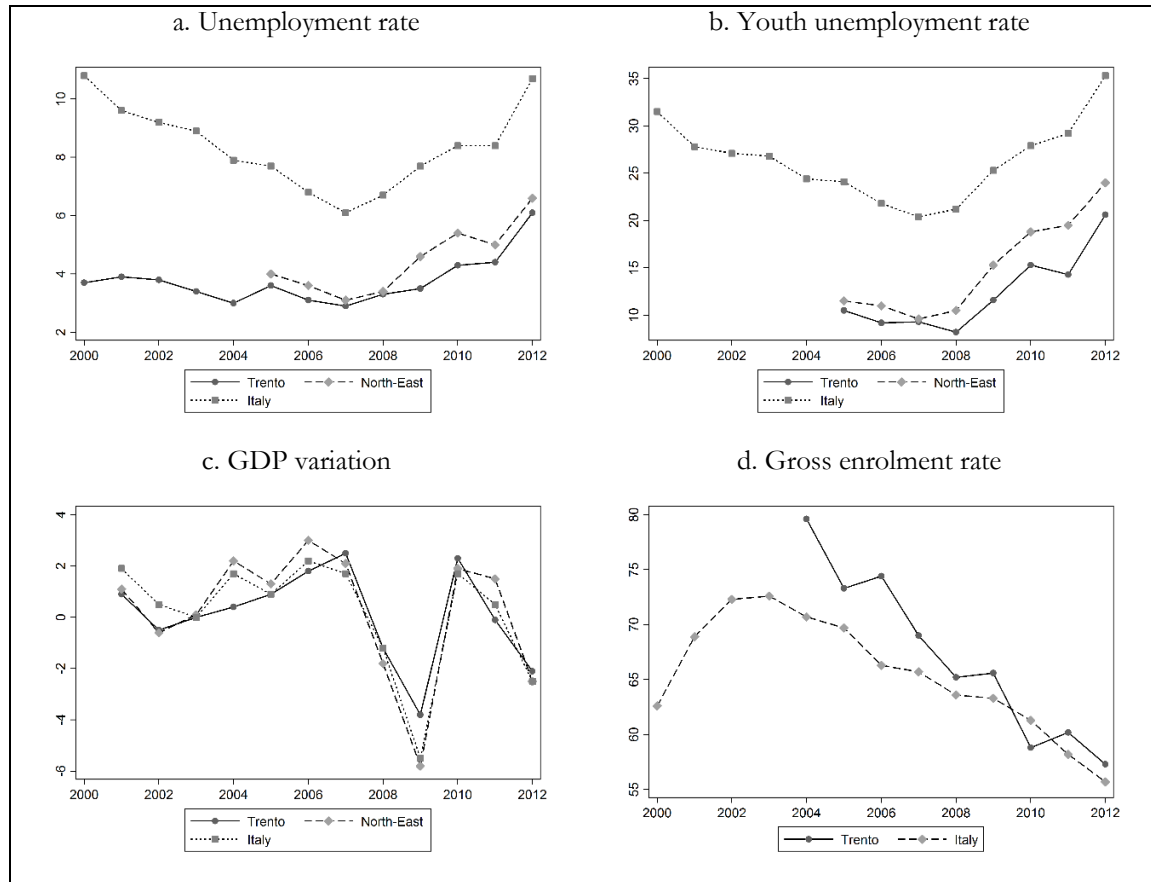 a. Unemployment rate
b. Youth unemployment rate
10
8
6
4
2
2000 2002 2004 2006 2008 2010 2012
Trento North-East
Italy
35
30
25
20
15
10
2000 2002 2004 2006 2008 2010 2012
Trento North-East
Italy
c. GDP variation
d. Gross enrolment rate
4
2
0
-2
-4
-6
2000 2002 2004 2006 2008 2010 2012
Trento North-East
Italy
80
75
70
65
60
55
2000 2002 2004 2006 2008 2010 2012
Trento Italy